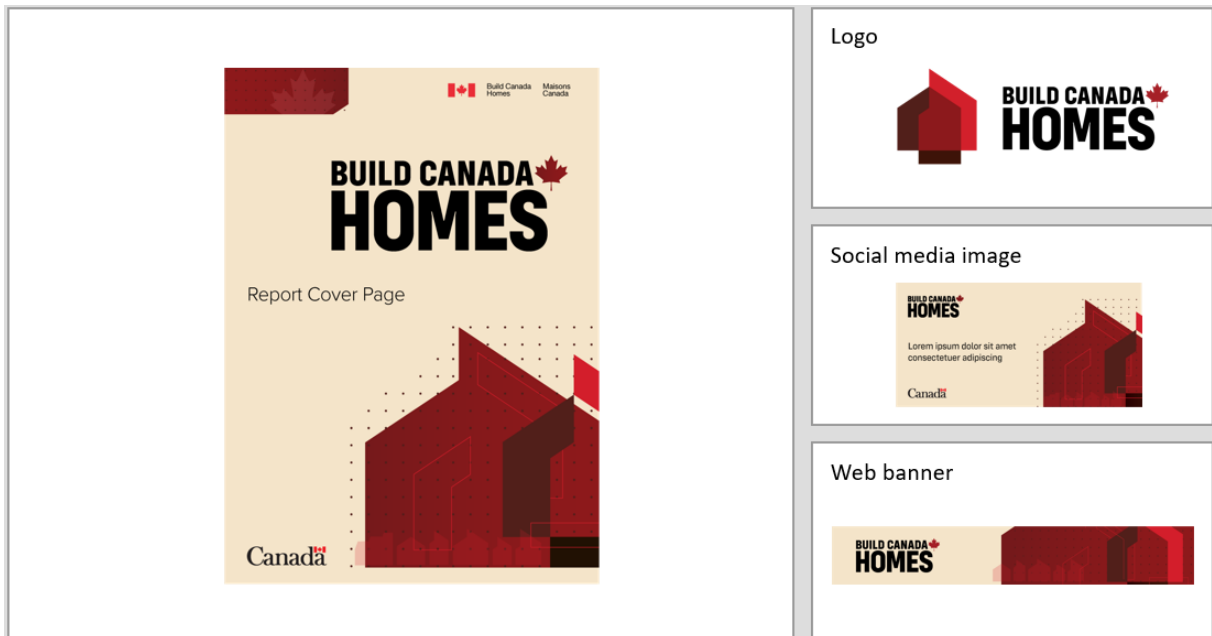 Build Canada Maisons
Homes Canada
BUILD CANADA
HOMES
Report Cover Page
Canada
Logo
BUILD CANADA
HOMES
Social media image
BUILD CANADA
HOMES
Lorem ipsum dolor sit amet
consectetuer adipiscing
Canada
Web banner
BUILD CANADA
HOMES